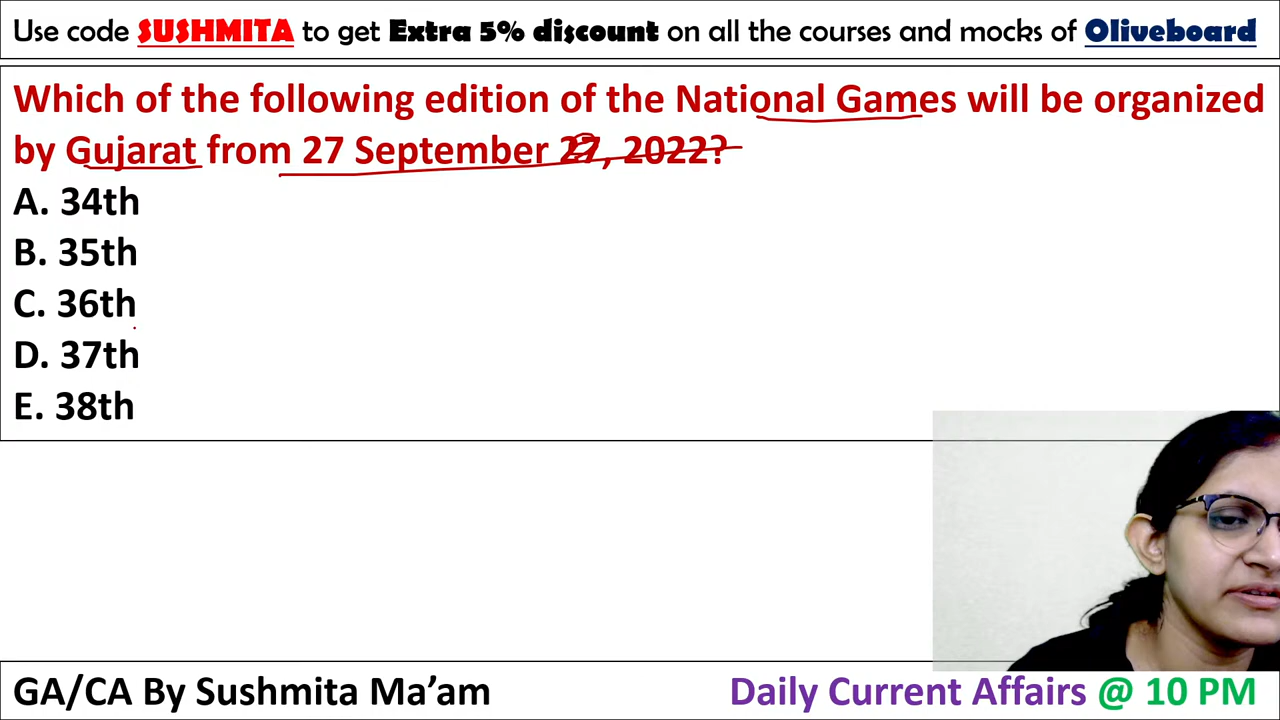 Use code SUSHMITA to get Extra 5% discount on all the courses and mocks of Oliveboard
Which of the following edition of the National Games will be organized
by Gujarat from 27 September 27, 2022?
A. 34th
B. 35th
C. 36th
D. 37th
E. 38th
GA/CA By Sushmita Ma’am
Daily Current Affairs @ 10 PM